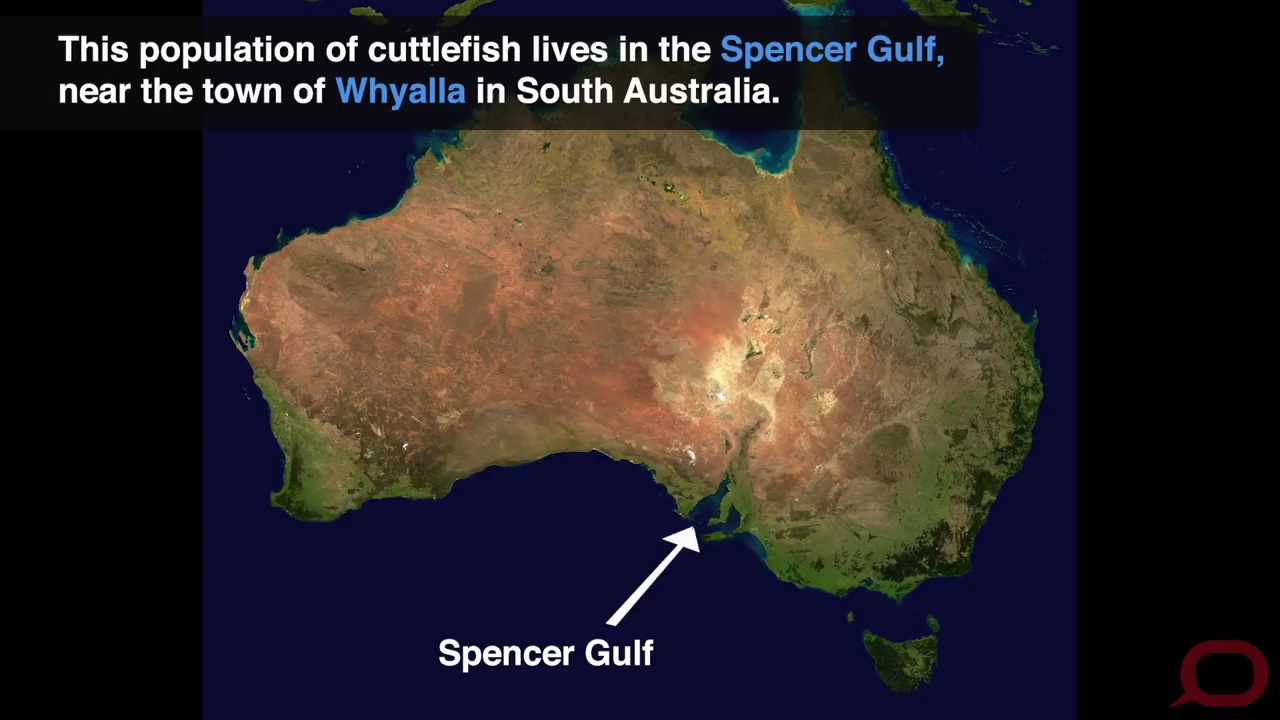 This population of cuttlefish lives in the Spencer Gulf,
near the town of Whyalla in South Australia.
Spencer Gulf